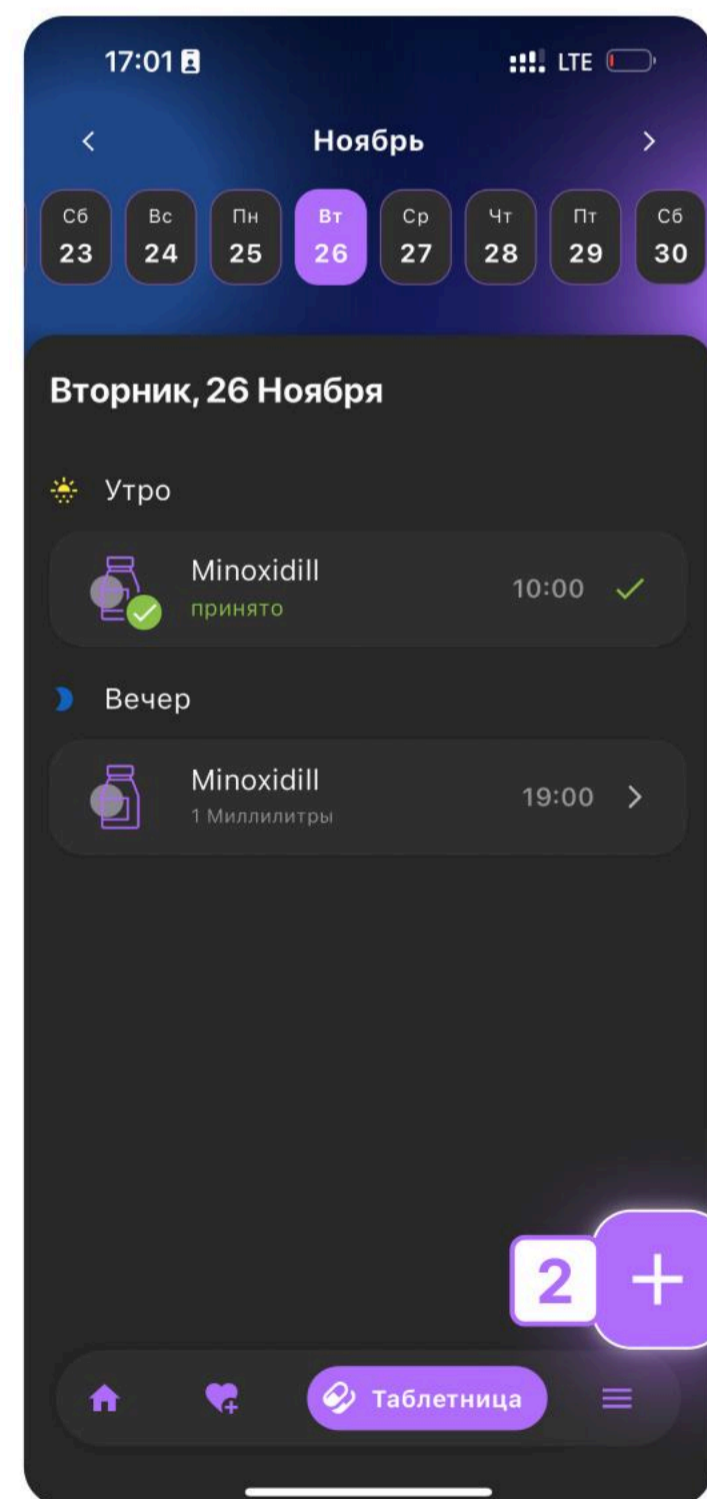 17:01 LTE
Ноябрь
Сб Вс Пн Вт Ср Чт Пт Сб
23 24 25 26 27 28 29 30
Вторник, 26 Ноября
Утро
Minoxidill 10:00
принято
Вечер
Minoxidill 19:00
1 Миллилитры
2 +
Таблетница